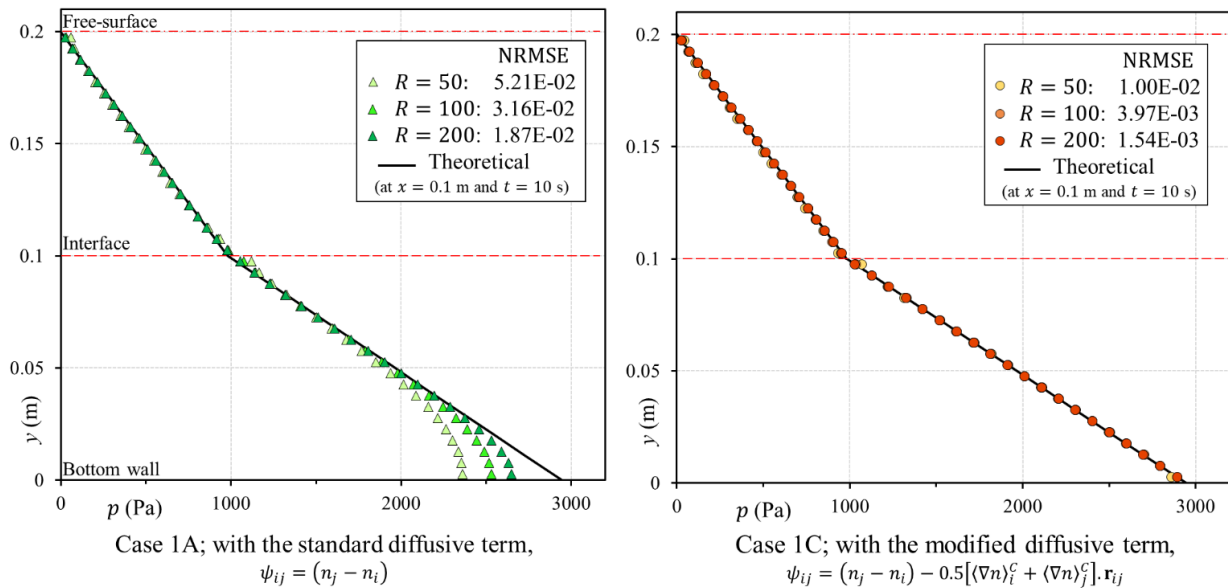 0.2
Free-surface
NRMSE
R = 50: 5.21E-02
R = 100: 3.16E-02
R = 200: 1.87E-02
Theoretical
(at x = 0.1 m and t = 10 s)
0.15
Interface
0.1
0.05
y (m)
Bottom wall
0
0 1000 2000 3000
p (Pa)
Case 1A; with the standard diffusive term,
ψij = (nj − ni)
0.2
NRMSE
R = 50: 1.00E-02
R = 100: 3.97E-03
R = 200: 1.54E-03
Theoretical
(at x = 0.1 m and t = 10 s)
0.15
0.1
0.05
y (m)
0
0 1000 2000 3000
p (Pa)
Case 1C; with the modified diffusive term,
ψij = (nj − ni) − 0.5[⟨∇n⟩iC + ⟨∇n⟩jC].rij